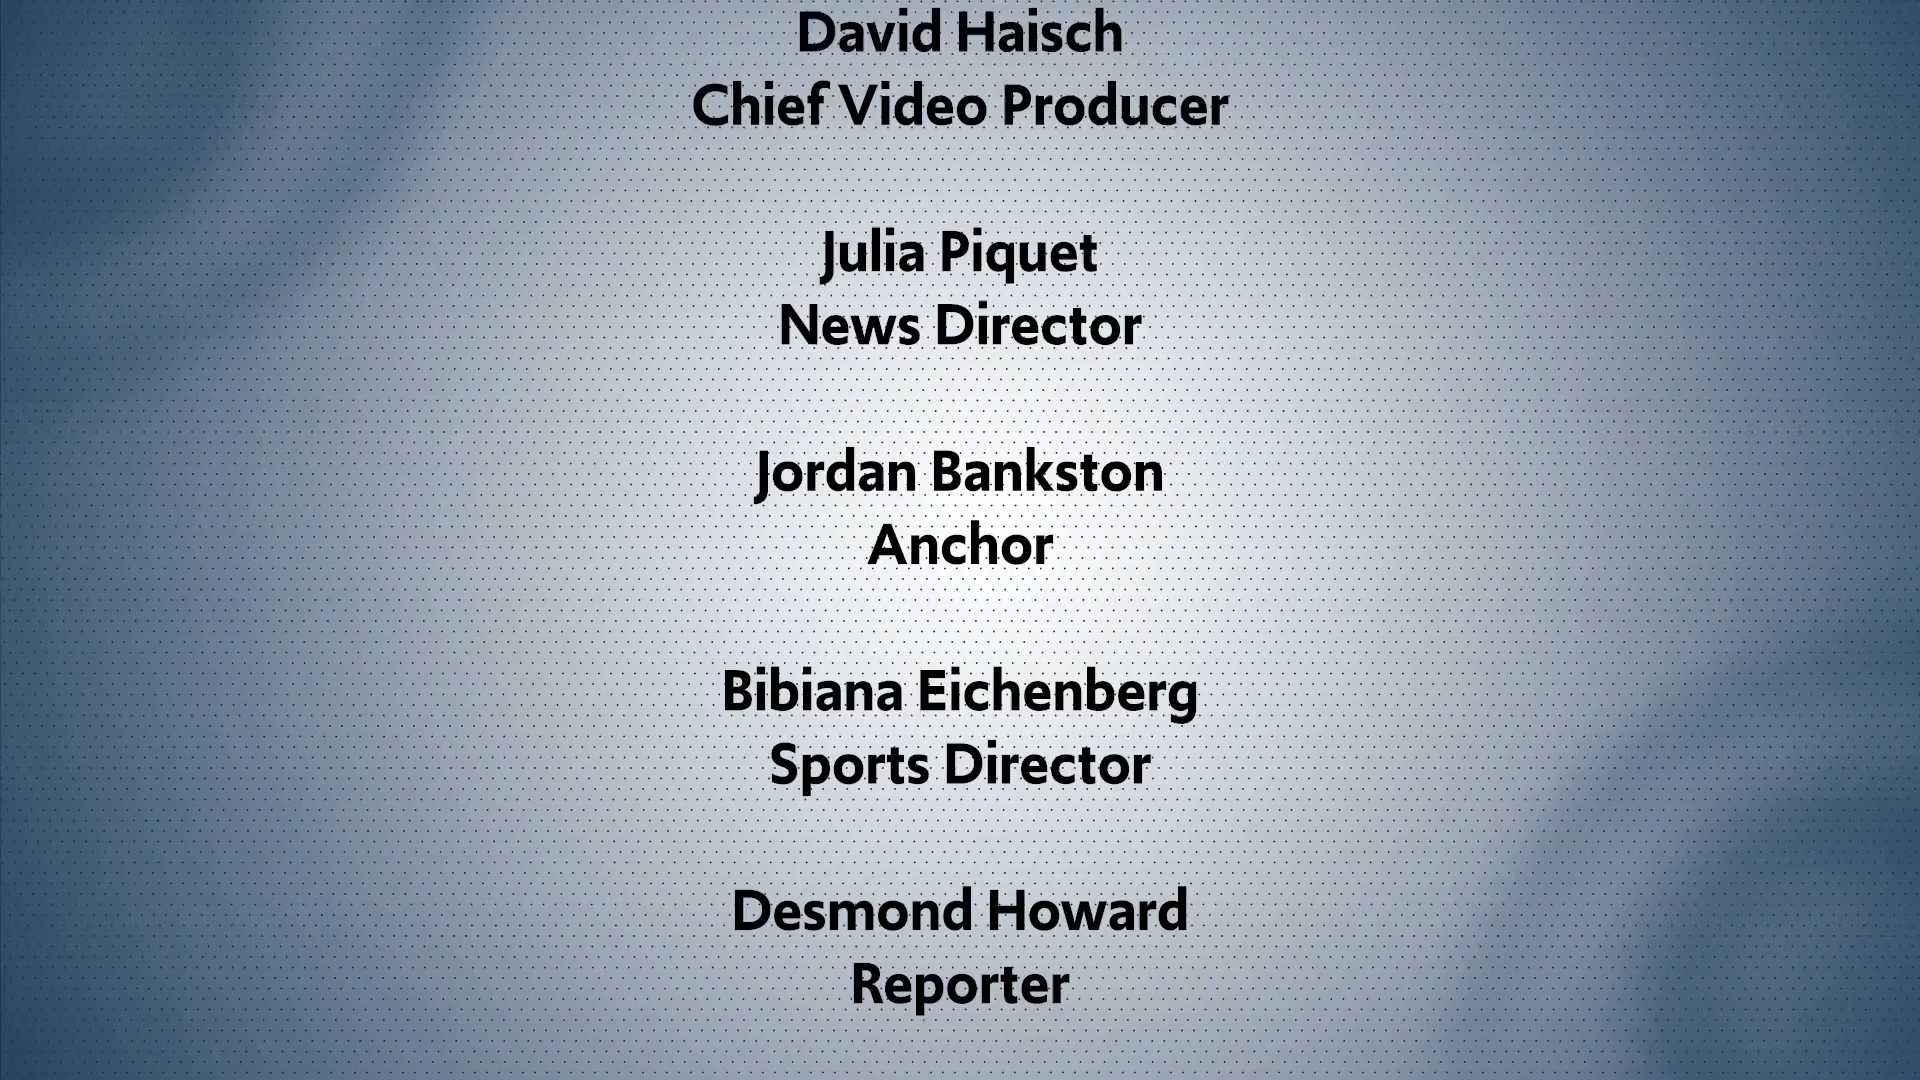 David Haisch
Chief Video Producer
Julia Piquet
News Director
Jordan Bankston
Anchor
Bibiana Eichenberg
Sports Director
Desmond Howard
Reporter